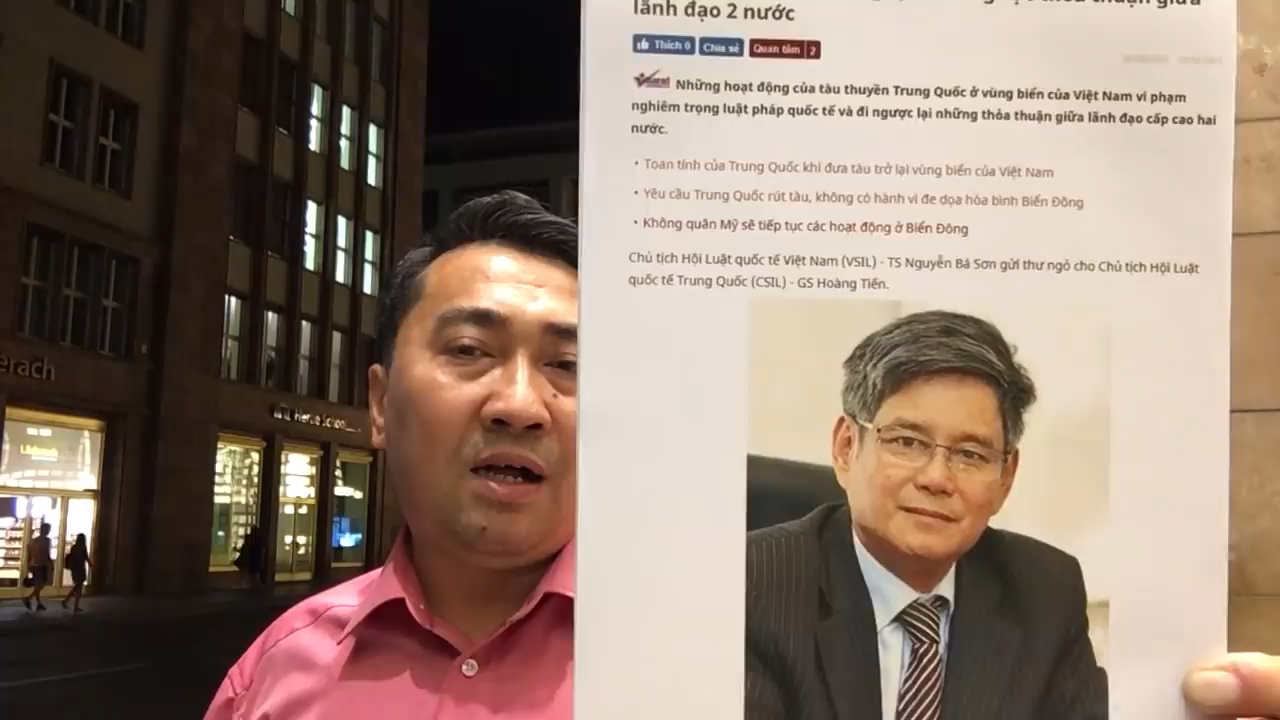 lãnh đạo 2 nước
Thích 0 Chia sẻ Quan tâm 2
Những hoạt động của tàu thuyền Trung Quốc ở vùng biển của Việt Nam vi phạm
nghiêm trọng luật pháp quốc tế và đi ngược lại những thỏa thuận giữa lãnh đạo cấp cao hai
nước.
• Toan tính của Trung Quốc khi đưa tàu trở lại vùng biển của Việt Nam
• Yêu cầu Trung Quốc rút tàu, không có hành vi đe dọa hòa bình Biển Đông
• Không quân Mỹ sẽ tiếp tục các hoạt động ở Biển Đông
Chủ tịch Hội Luật quốc tế Việt Nam (VSIL) - TS Nguyễn Bá Sơn gửi thư ngỏ cho Chủ tịch Hội Luật
quốc tế Trung Quốc (CSIL) - GS Hoàng Tiến.
erach